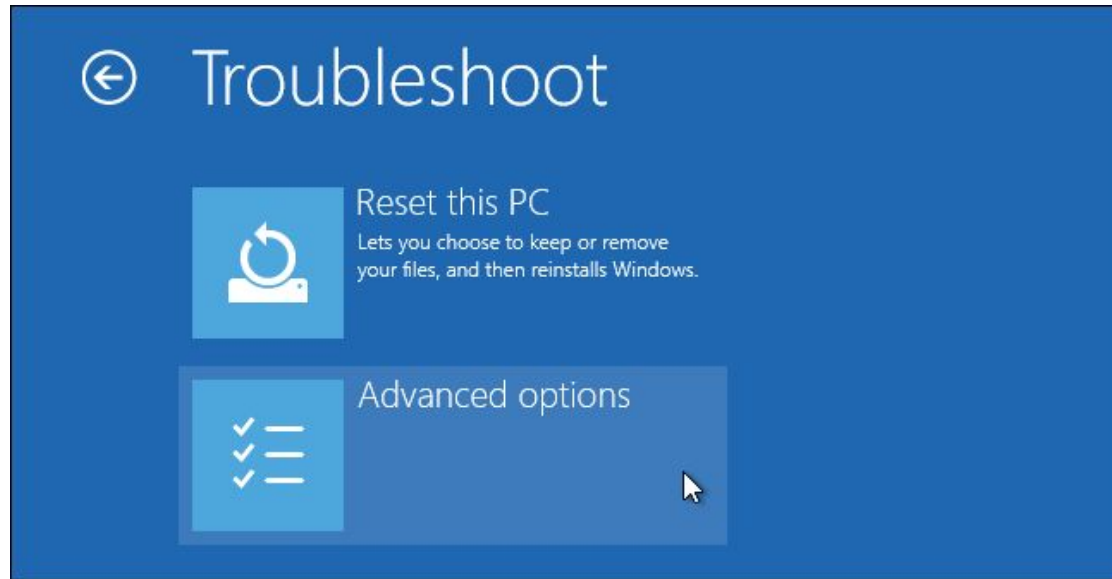 Troubleshoot
Reset this PC
Lets you choose to keep or remove
your files, and then reinstalls Windows.
Advanced options